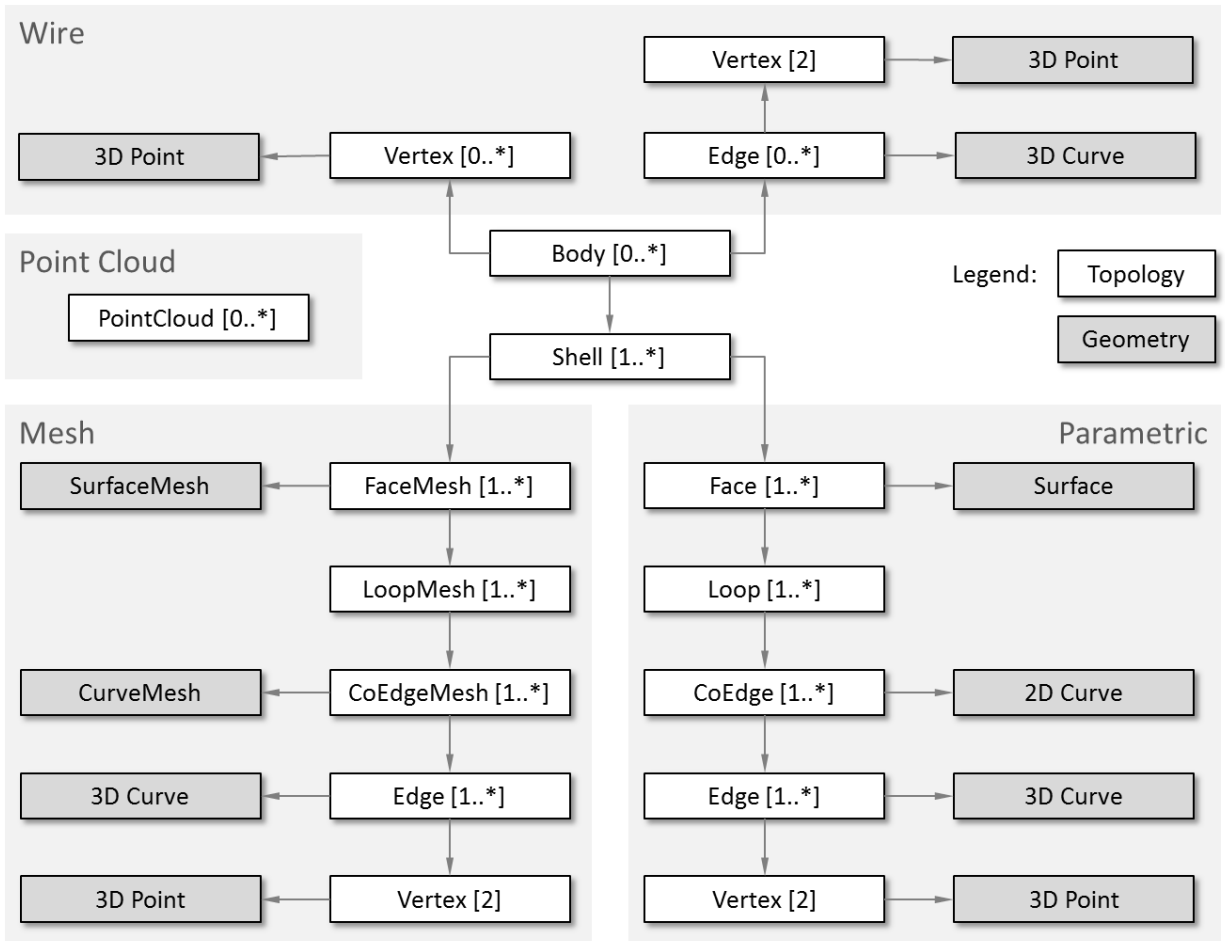 Wire
Vertex [2]
3D Point
3D Point
Vertex [0..*]
Edge [0..*]
3D Curve
Body [0..*]
Point Cloud
PointCloud [0..*]
Legend:
Topology
Geometry
Shell [1..*]
Mesh
SurfaceMesh
FaceMesh [1..*]
LoopMesh [1..*]
CurveMesh
CoEdgeMesh [1..*]
3D Curve
Edge [1..*]
3D Point
Vertex [2]
Parametric
Face [1..*]
Surface
Loop [1..*]
CoEdge [1..*]
2D Curve
Edge [1..*]
3D Curve
Vertex [2]
3D Point